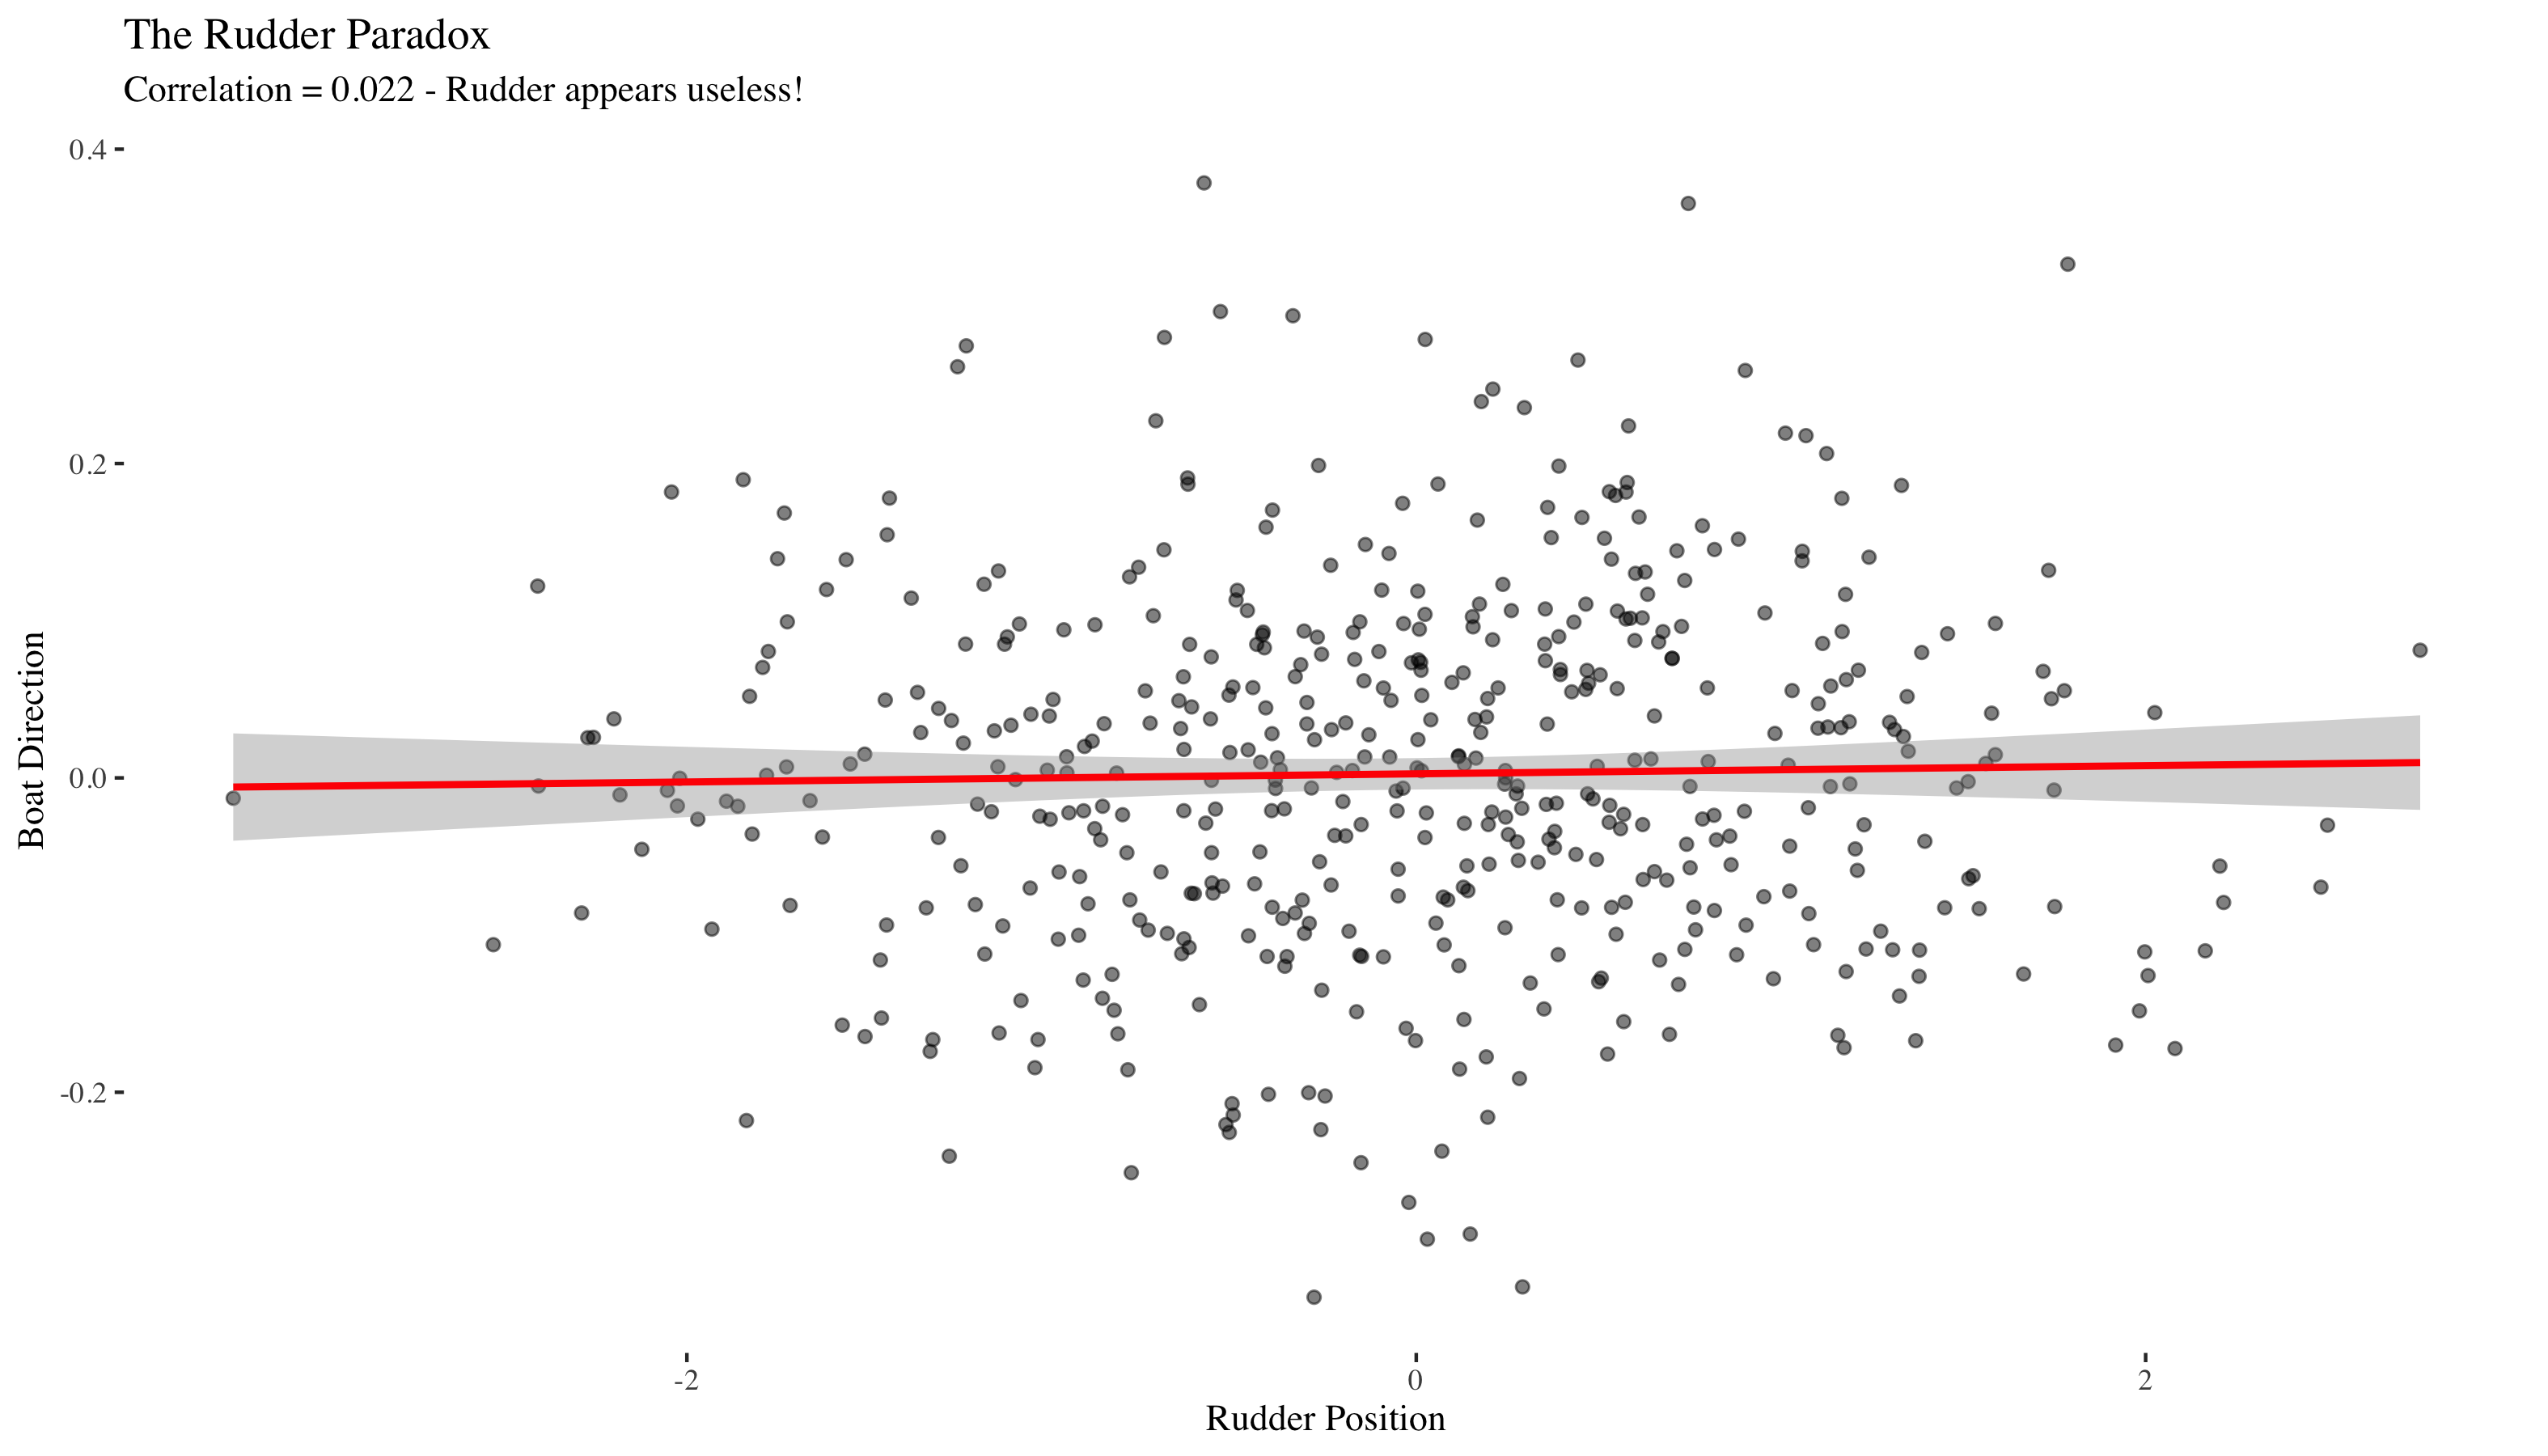 The Rudder Paradox
Correlation = 0.022 - Rudder appears useless!
0.4
0.2
0.0
-0.2
Boat Direction
-2
0
2
Rudder Position